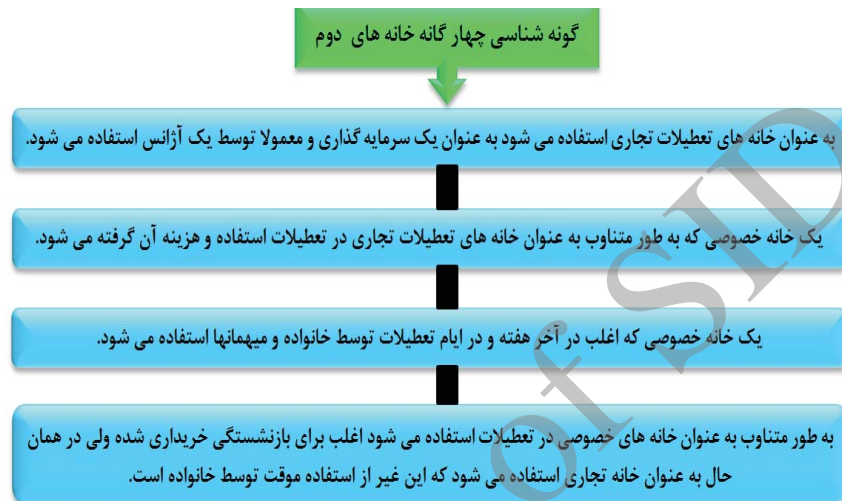 گونه شناسی چهار گانه خانه های دوم
به عنوان خانه های تعطیلات تجاری استفاده می شود به عنوان یک سرمایه گذاری و معمولا توسط یک آژانس استفاده می شود.
یک خانه خصوصی که به طور متناوب به عنوان خانه های تعطیلات تجاری در تعطیلات استفاده و هزینه آن گرفته می شود.
یک خانه خصوصی که اغلب در آخر هفته و در ایام تعطیلات توسط خانواده و میهمانها استفاده می شود.
به طور متناوب به عنوان خانه های خصوصی در تعطیلات استفاده می شود اغلب برای بازنشستگی خریداری شده ولی در همان
حال به عنوان خانه تجاری استفاده می شود که این غیر از استفاده موقت توسط خانواده است.
of SID